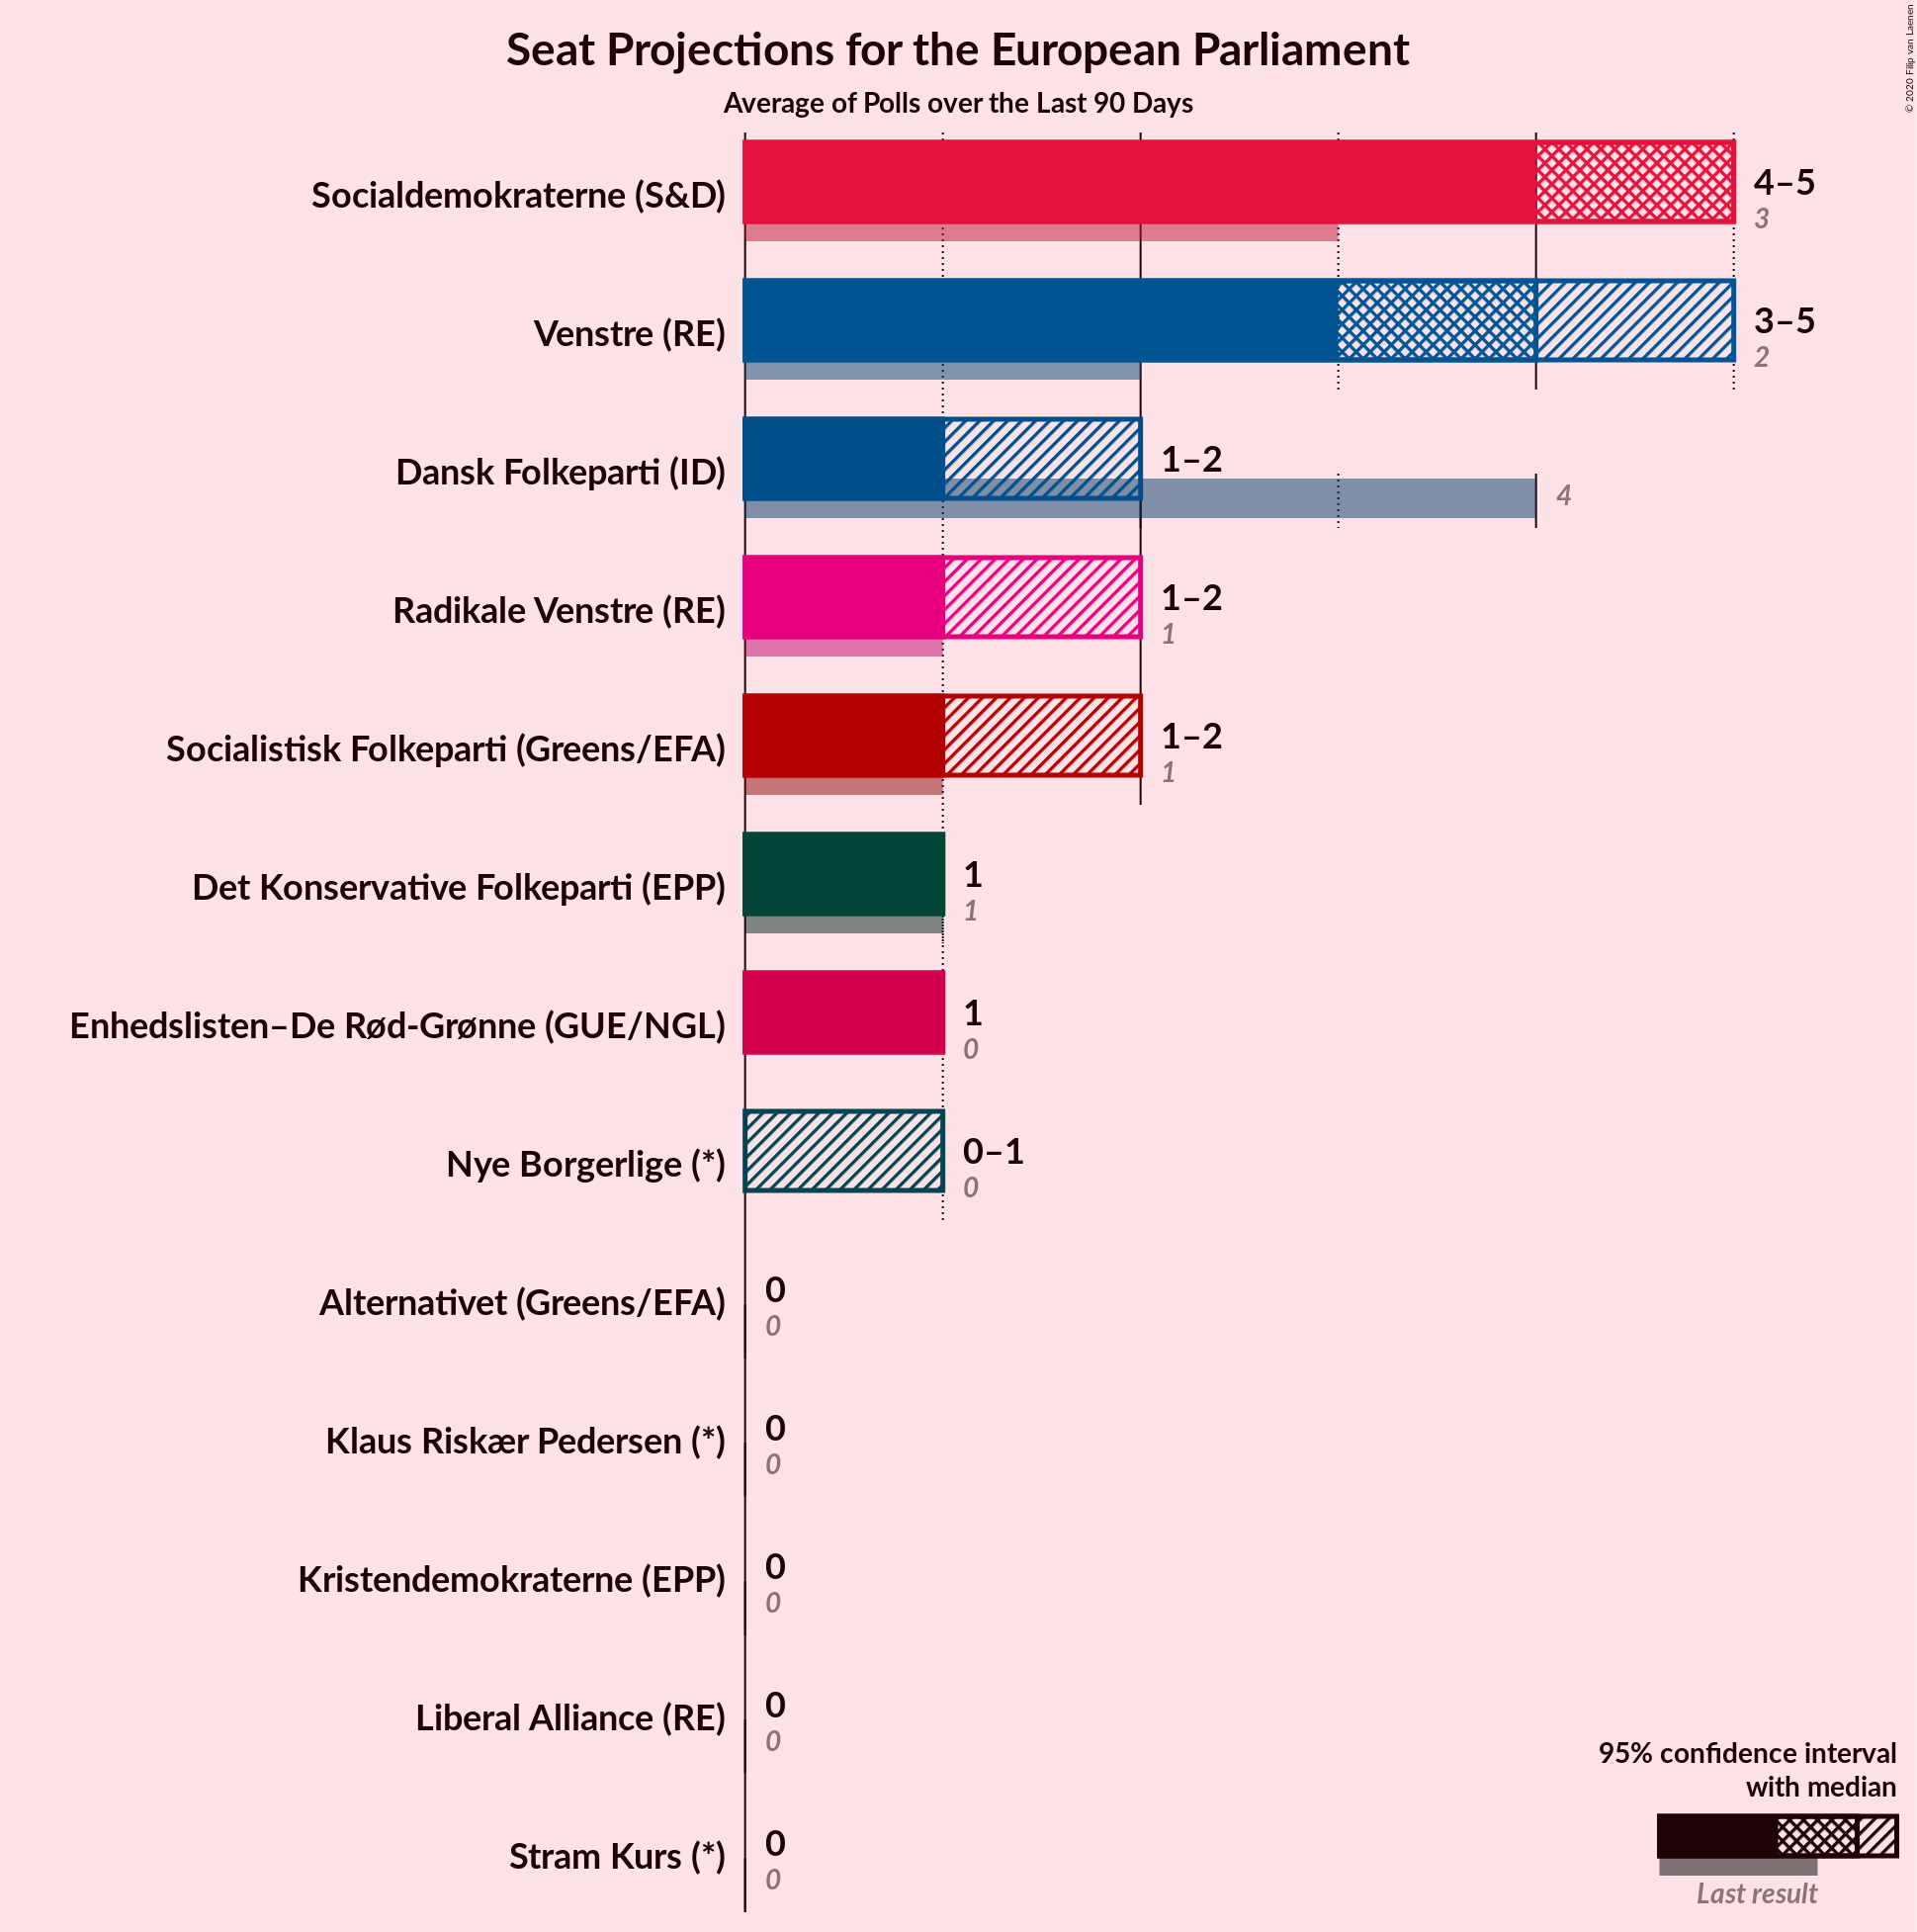 Seat Projections for the European Parliament
Average of Polls over the Last 90 Days
© 2020 Filip van Laenen
Socialdemokraterne (S&D)
4–5
3
Venstre (RE)
3–5
2
Dansk Folkeparti (ID)
1–2
4
Radikale Venstre (RE)
1–2
1
Socialistisk Folkeparti (Greens/EFA)
1–2
1
Det Konservative Folkeparti (EPP)
1
1
Enhedslisten–De Rød-Grønne (GUE/NGL)
1
0
Nye Borgerlige (*)
0–1
0
Alternativet (Greens/EFA)
0
0
Klaus Riskær Pedersen (*)
0
0
Kristendemokraterne (EPP)
0
0
Liberal Alliance (RE)
0
0
Stram Kurs (*)
0
0
95% confidence interval
with median
Last result